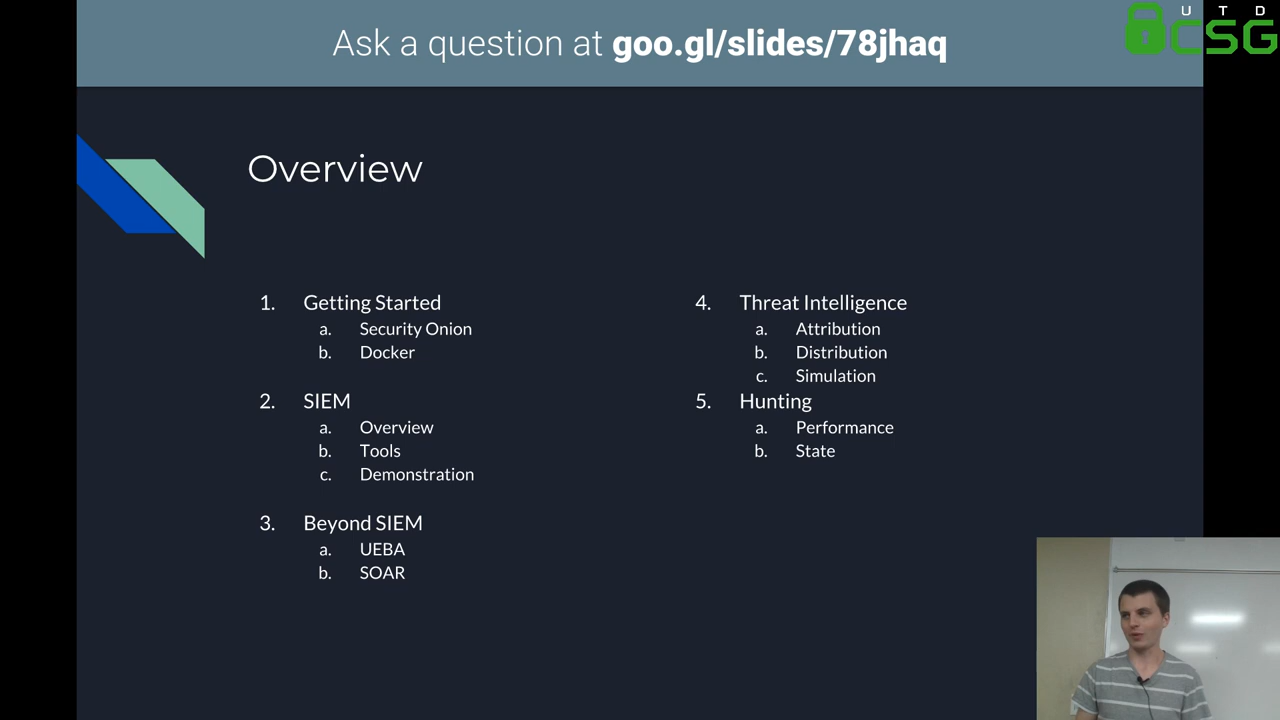 Ask a question at goo.gl/slides/78jhaq
UTD
CSG
Overview
1. Getting Started
a. Security Onion
b. Docker
2. SIEM
a. Overview
b. Tools
c. Demonstration
3. Beyond SIEM
a. UEBA
b. SOAR
4. Threat Intelligence
a. Attribution
b. Distribution
c. Simulation
5. Hunting
a. Performance
b. State